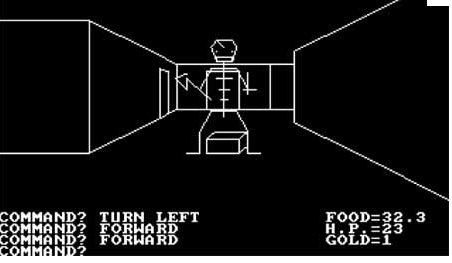 COMMAND? TURN LEFT FOOD=32.3
COMMAND? FORWARD H.P.=23
COMMAND? FORWARD GOLD=1
COMMAND?